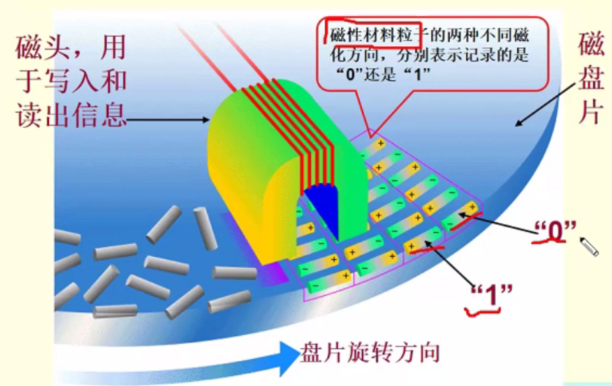 磁头，用
于写入和
读出信息
磁性材料粒子的两种不同磁
化方向，分别表示记录的是
“0”还是“1”
磁
盘
片
“0”
“1”
盘片旋转方向